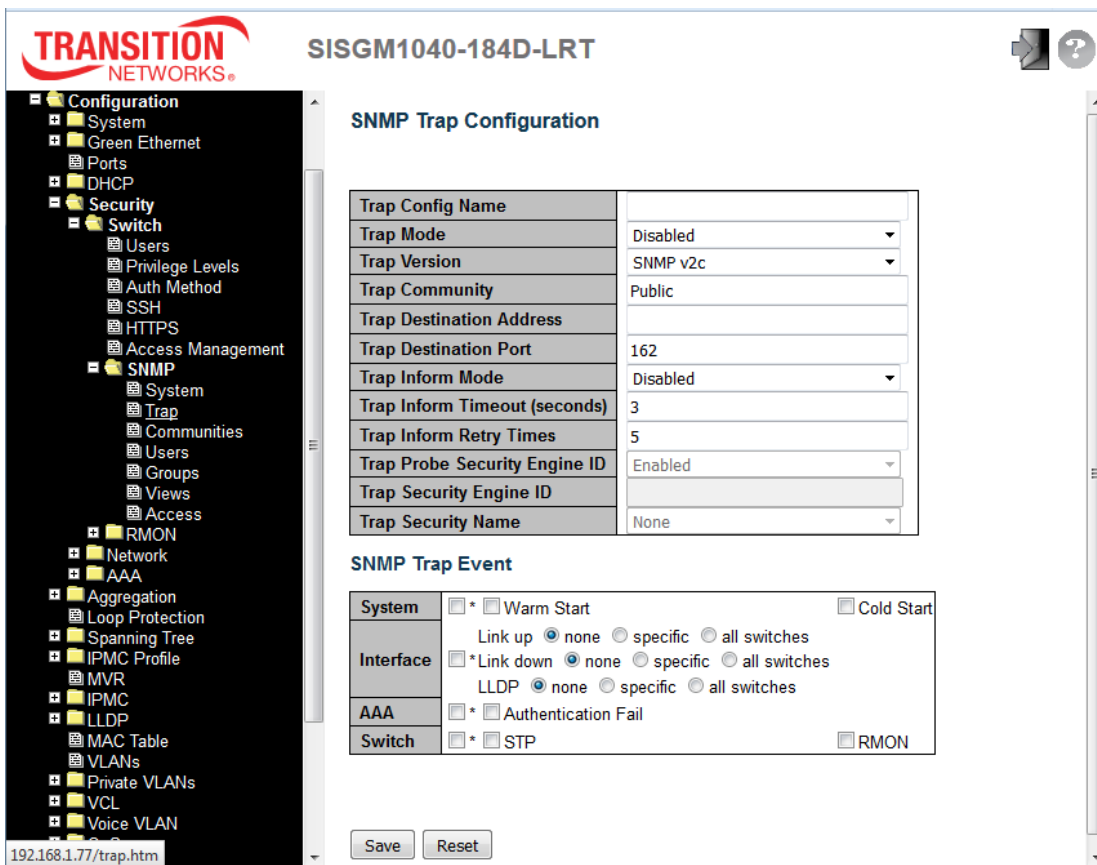 TRANSITION
NETWORKS®
SISGM1040-184D-LRT
?
Configuration
System
Green Ethernet
Ports
DHCP
Security
Switch
Users
Privilege Levels
Auth Method
SSH
HTTPS
Access Management
SNMP
System
Trap
Communities
Users
Groups
Views
Access
RMON
Network
AAA
Aggregation
Loop Protection
Spanning Tree
IPMC Profile
MVR
IPMC
LLDP
MAC Table
VLANs
Private VLANs
VCL
Voice VLAN
192.168.1.77/trap.htm
SNMP Trap Configuration
Trap Config Name
Trap Mode Disabled
Trap Version SNMP v2c
Trap Community Public
Trap Destination Address
Trap Destination Port 162
Trap Inform Mode Disabled
Trap Inform Timeout (seconds) 3
Trap Inform Retry Times 5
Trap Probe Security Engine ID Enabled
Trap Security Engine ID
Trap Security Name None
SNMP Trap Event
System * Warm Start Cold Start
Link up none specific all switches
Interface * Link down none specific all switches
LLDP none specific all switches
AAA * Authentication Fail
Switch * STP RMON
Save Reset